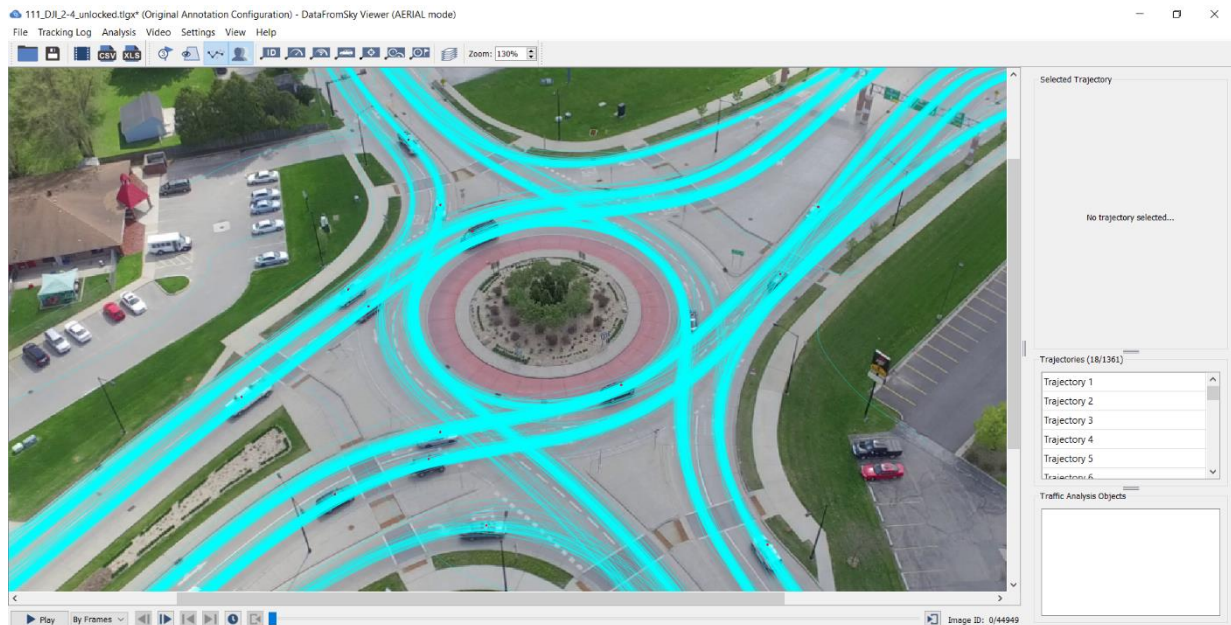 111_DJI_2-4_unlocked.tlgx* (Original Annotation Configuration) - DataFromSky Viewer (AERIAL mode)
File Tracking Log Analysis Video Settings View Help
CSV XLS ID Zoom: 130%
Selected Trajectory
No trajectory selected...
Trajectories (18/1361)
Trajectory 1
Trajectory 2
Trajectory 3
Trajectory 4
Trajectory 5
Trajectory 6
Traffic Analysis Objects
Play By Frames Image ID: 0/44949